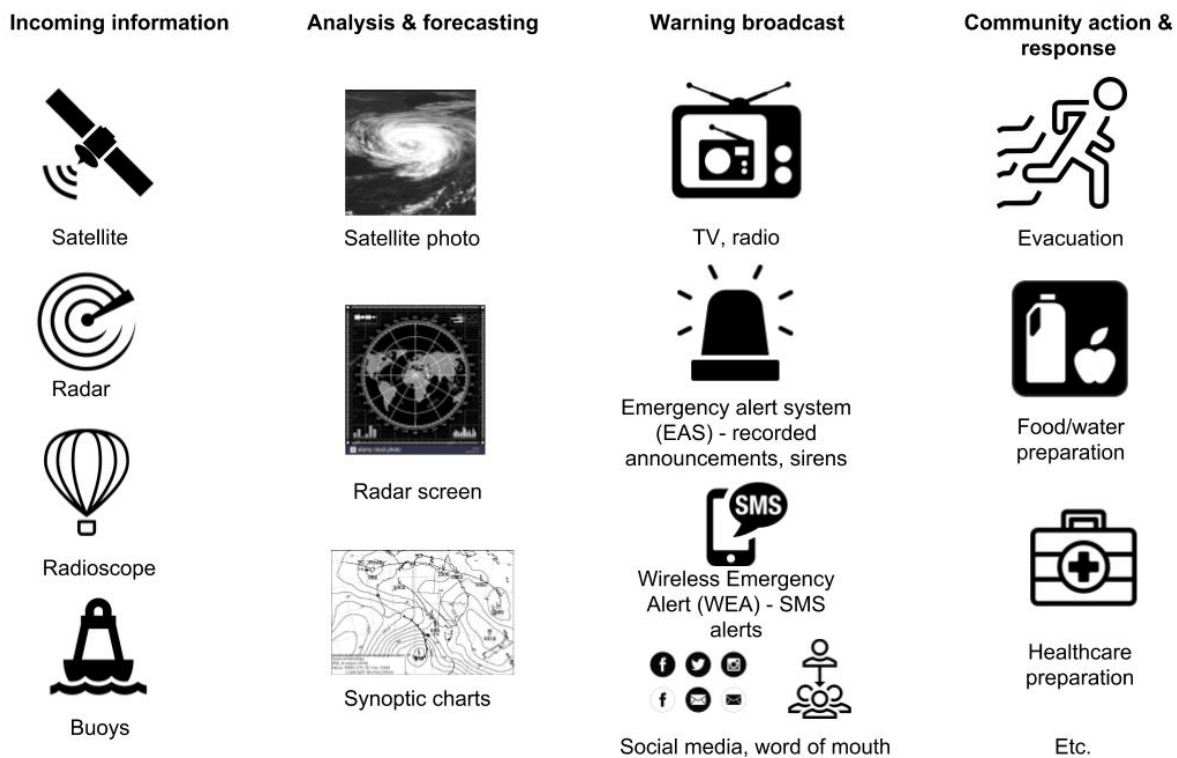 Incoming information
Analysis & forecasting
Warning broadcast
Community action &
response
Satellite
Satellite photo
TV, radio
Evacuation
Radar
Radar screen
Emergency alert system
(EAS) - recorded
announcements, sirens
Food/water
preparation
Radioscope
Synoptic charts
SMS
Wireless Emergency
Alert (WEA) - SMS
alerts
Healthcare
preparation
Buoys
Social media, word of mouth
Etc.